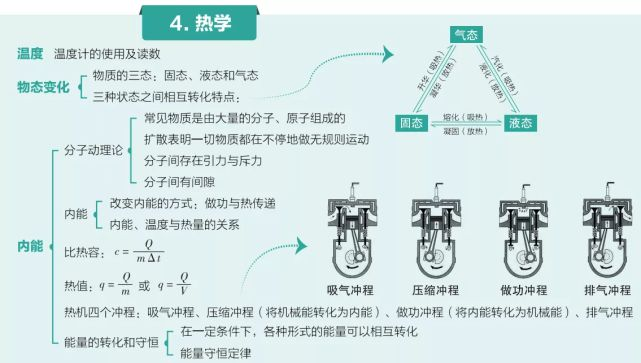 4. 热学
温度 温度计的使用及读数
物态变化
物质的三态：固态、液态和气态
三种状态之间相互转化特点：
气态
升华（吸热）
凝华（放热）
汽化（吸热）
液化（放热）
固态
熔化（吸热）
凝固（放热）
液态
内能
分子动理论
常见物质是由大量的分子、原子组成的
扩散表明一切物质都在不停地做无规则运动
分子间存在引力与斥力
分子间有间隙
内能
改变内能的方式：做功与热传递
内能、温度与热量的关系
比热容：c = Q / m Δ t
热值：q = Q / m 或 q = Q / V
吸气冲程 压缩冲程 做功冲程 排气冲程
热机四个冲程：吸气冲程、压缩冲程（将机械能转化为内能）、做功冲程（将内能转化为机械能）、排气冲程
能量的转化和守恒
在一定条件下，各种形式的能量可以相互转化
能量守恒定律